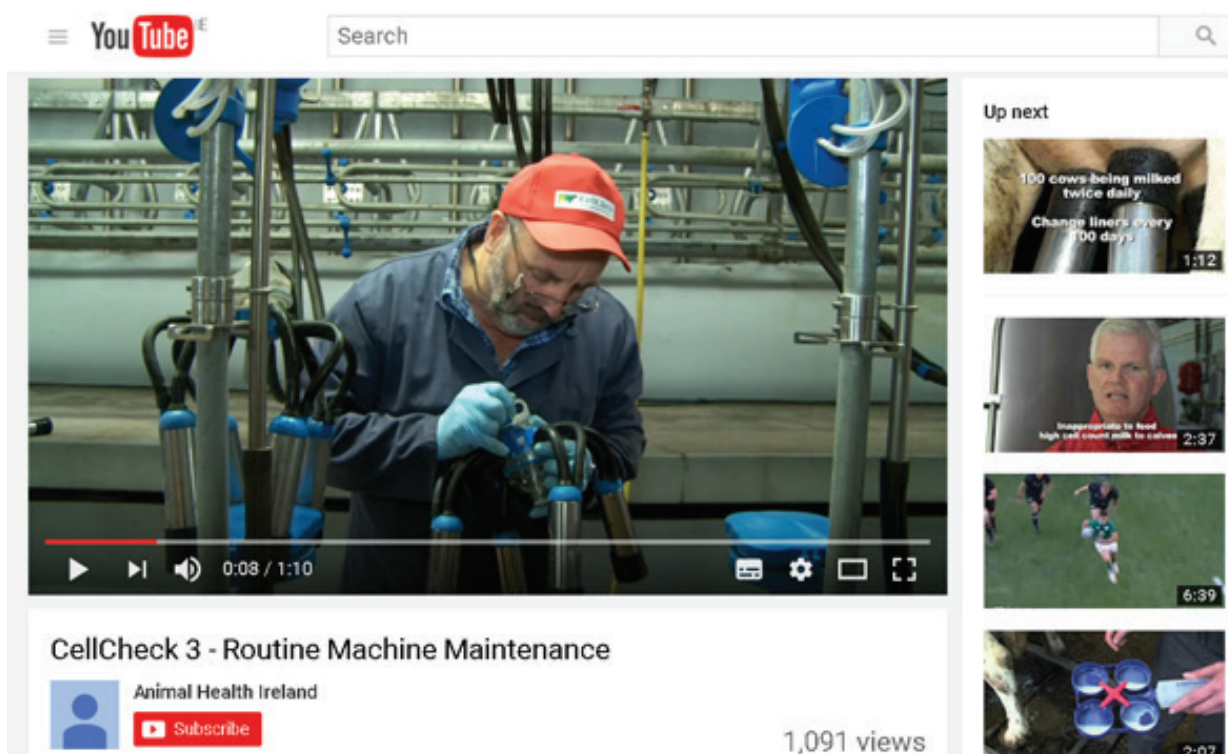 YouTube IE
Search
Up next
100 cows being milked
twice daily
Change liners every
100 days
1:12
Inappropriate to feed
high cell count milk to calves
2:37
6:39
2:07
0:08 / 1:10
CellCheck 3 - Routine Machine Maintenance
Animal Health Ireland
Subscribe
1,091 views